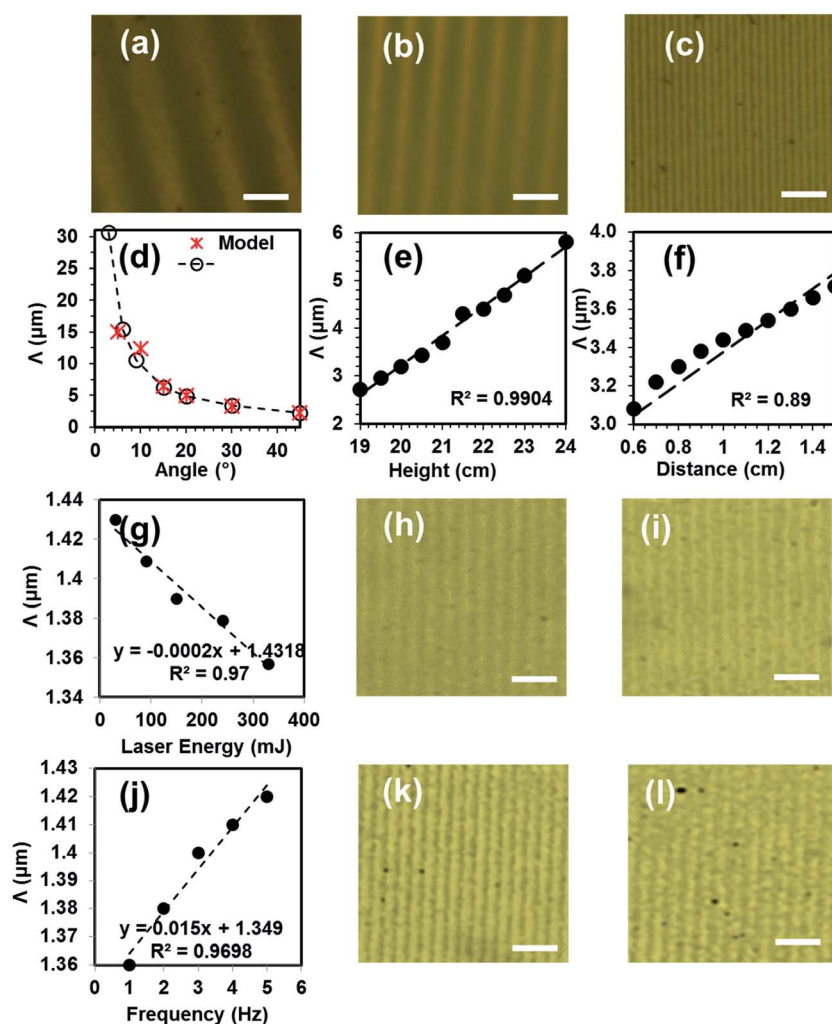 (a)
(b)
(c)
(d)
Model
30
25
20
15
10
5
0
Λ (μm)
0 10 20 30 40
Angle (°)
(e)
6
5
4
3
2
Λ (μm)
R² = 0.9904
19 20 21 22 23 24
Height (cm)
(f)
4.0
3.8
3.6
3.4
3.2
3.0
Λ (μm)
R² = 0.89
0.6 0.8 1 1.2 1.4
Distance (cm)
(g)
1.44
1.42
1.4
1.38
1.36
1.34
Λ (μm)
y = -0.0002x + 1.4318
R² = 0.97
0 100 200 300 400
Laser Energy (mJ)
(h)
(i)
(j)
1.43
1.42
1.41
1.4
1.39
1.38
1.37
1.36
Λ (μm)
y = 0.015x + 1.349
R² = 0.9698
0 1 2 3 4 5 6
Frequency (Hz)
(k)
(l)